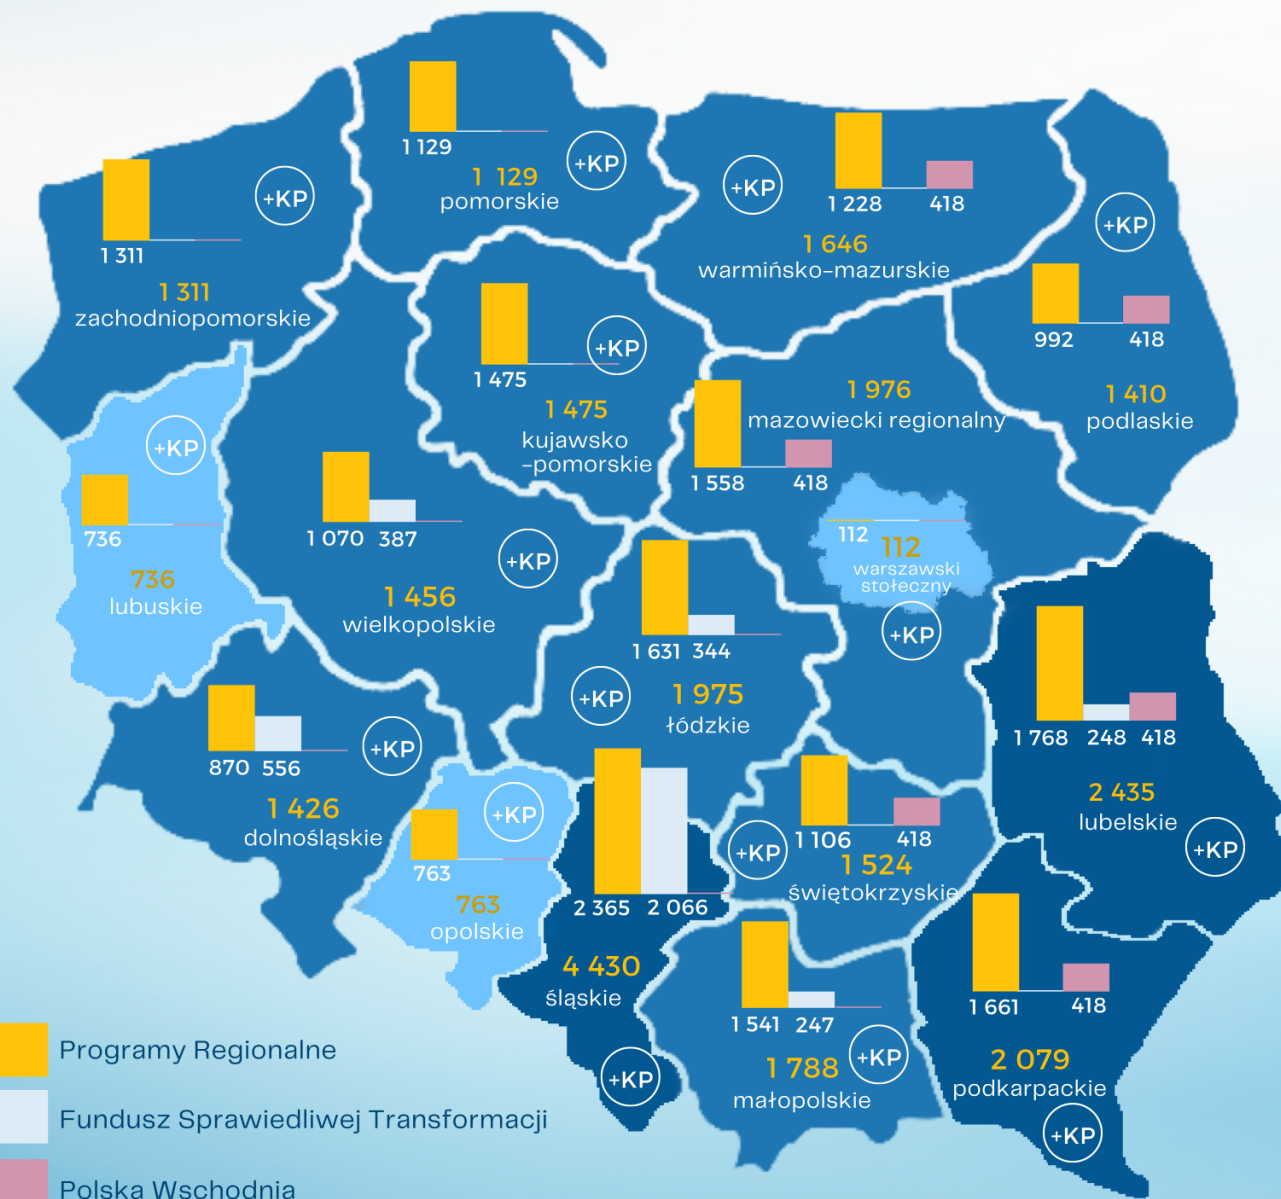 1 129
+KP
1 129
pomorskie
1 311
+KP
1 311
zachodniopomorskie
+KP
1 228 418
1 646
warmińsko-mazurskie
+KP
992 418
1 410
podlaskie
+KP
1 475
1 475
kujawsko
-pomorskie
1 976
mazowiecki regionalny
1 558 418
+KP
736
736
lubuskie
1 070 387
+KP
1 456
wielkopolskie
112
112
warszawski
stołeczny
+KP
1 631 344
+KP
1 975
łódzkie
1 768 248 418
2 435
lubelskie
+KP
870 556
+KP
1 426
dolnośląskie
+KP
763
763
opolskie
2 365 2 066
4 430
śląskie
+KP
1 106 418
+KP
1 524
świętokrzyskie
1 541 247
+KP
1 788
małopolskie
1 661 418
2 079
podkarpackie
+KP
Programy Regionalne
Fundusz Sprawiedliwej Transformacji
Polska Wschodnia